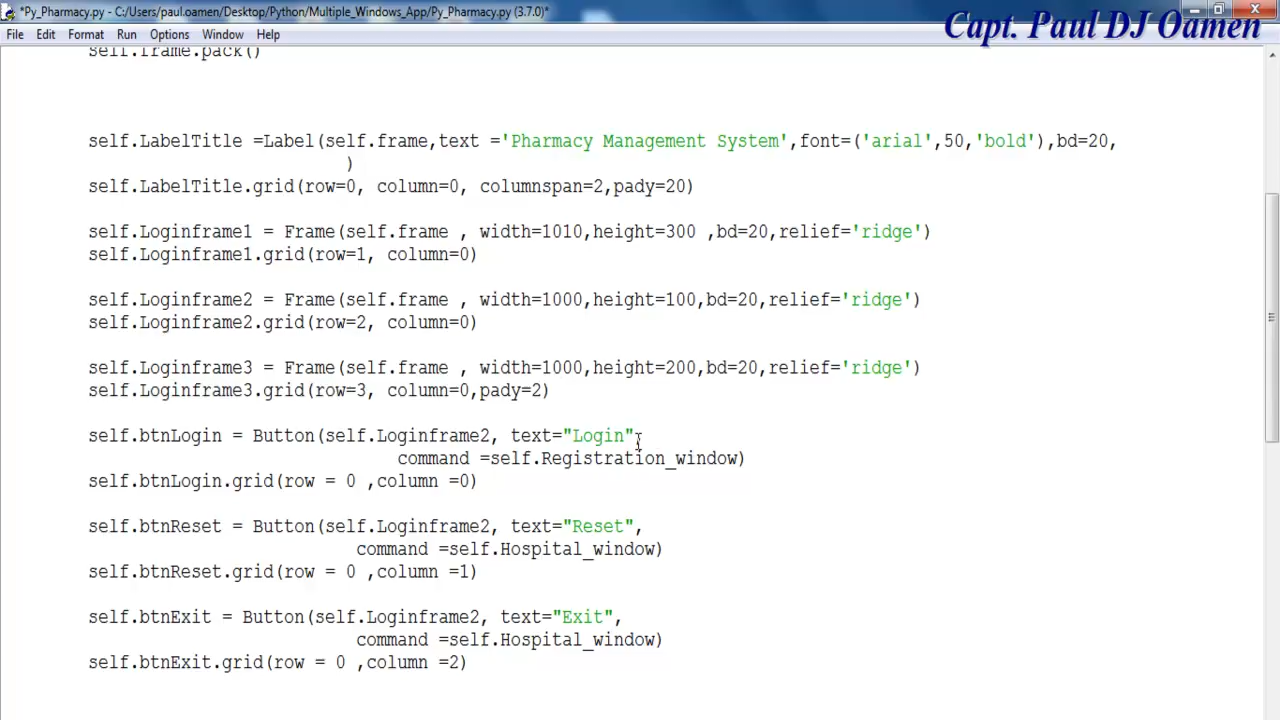 *Py_Pharmacy.py - C:/Users/paul.oamen/Desktop/Python/Multiple_Windows_App/Py_Pharmacy.py (3.7.0)*
Capt. Paul DJ Oamen
File Edit Format Run Options Window Help
self.frame.pack()
self.LabelTitle =Label(self.frame,text ='Pharmacy Management System',font=('arial',50,'bold'),bd=20,
)
self.LabelTitle.grid(row=0, column=0, columnspan=2,pady=20)
self.Loginframe1 = Frame(self.frame , width=1010,height=300 ,bd=20,relief='ridge')
self.Loginframe1.grid(row=1, column=0)
self.Loginframe2 = Frame(self.frame , width=1000,height=100,bd=20,relief='ridge')
self.Loginframe2.grid(row=2, column=0)
self.Loginframe3 = Frame(self.frame , width=1000,height=200,bd=20,relief='ridge')
self.Loginframe3.grid(row=3, column=0,pady=2)
self.btnLogin = Button(self.Loginframe2, text="Login",
command =self.Registration_window)
self.btnLogin.grid(row = 0 ,column =0)
self.btnReset = Button(self.Loginframe2, text="Reset",
command =self.Hospital_window)
self.btnReset.grid(row = 0 ,column =1)
self.btnExit = Button(self.Loginframe2, text="Exit",
command =self.Hospital_window)
self.btnExit.grid(row = 0 ,column =2)